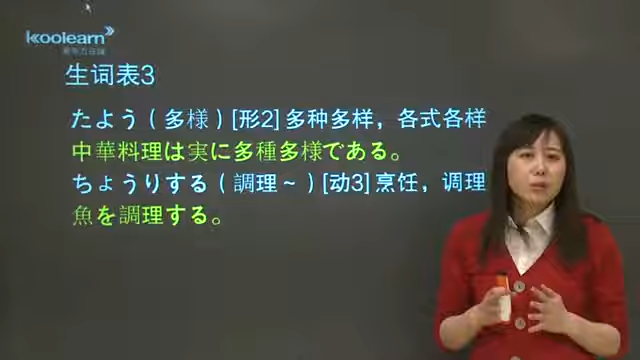 koolearn
新东方在线
生词表3
たよう（多様）[形2]多种多样，各式各样
中華料理は実に多種多様である。
ちょうりする（調理～）[动3]烹饪，调理
魚を調理する。